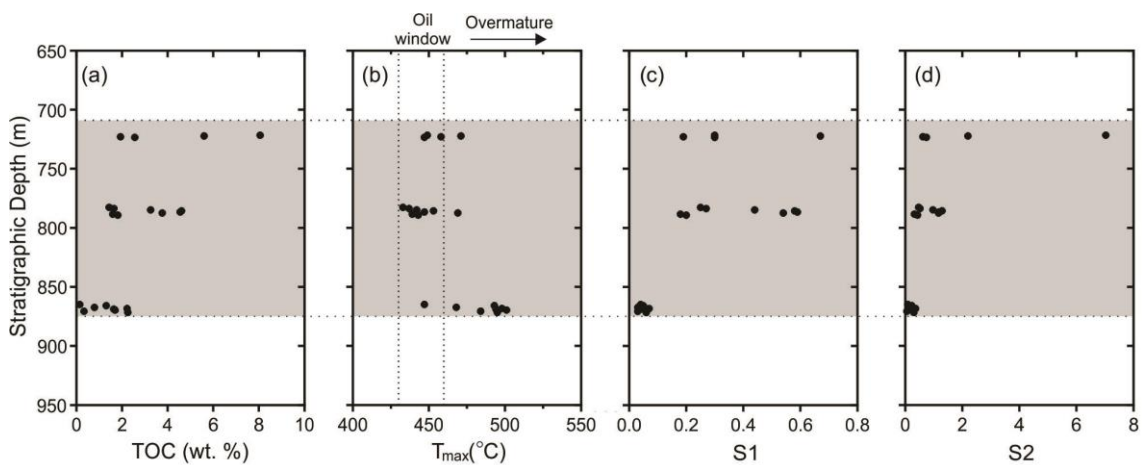 Oil
window
Overmature
650
700
750
800
850
900
950
Stratigraphic Depth (m)
(a)
(b)
(c)
(d)
0 2 4 6 8 10
400 450 500 550
0.0 0.2 0.4 0.6 0.8
0 2 4 6 8
TOC (wt. %)
Tmax(°C)
S1
S2